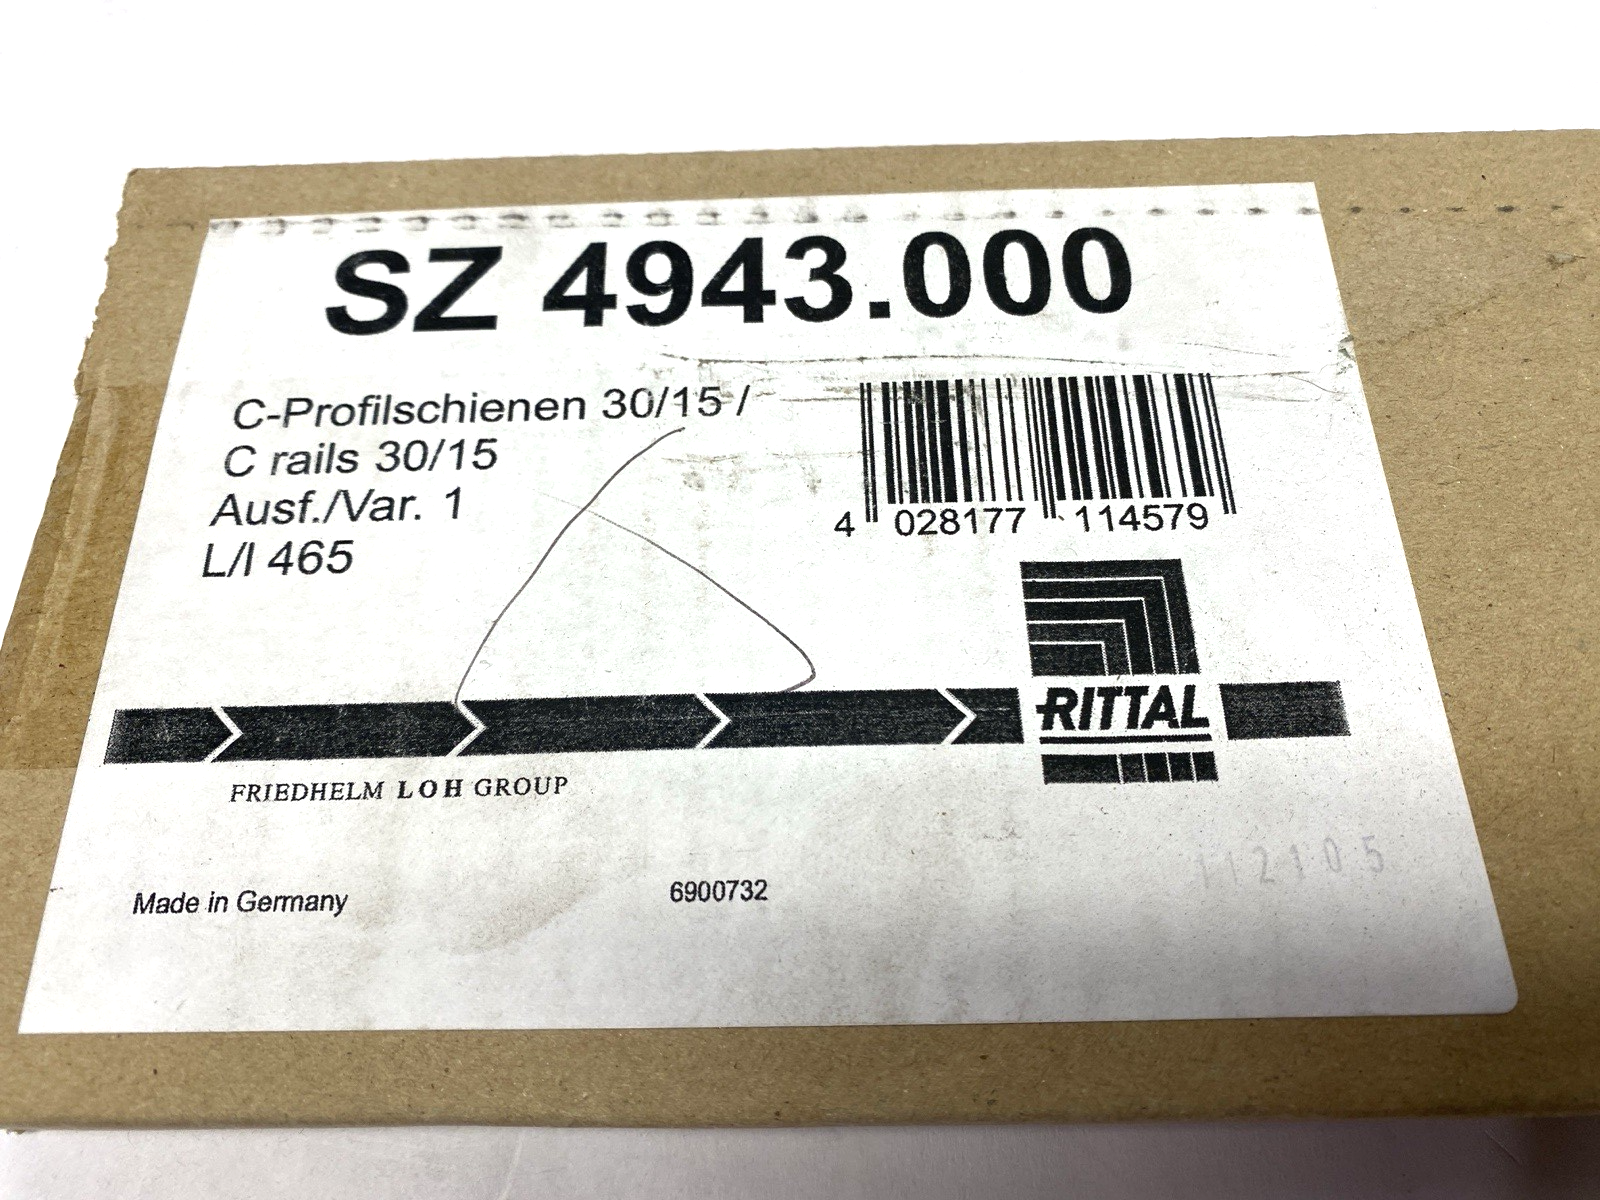 SZ 4943.000
C-Profilschienen 30/15 /
C rails 30/15
Ausf./Var. 1
L/l 465
4 028177 114579
RITTAL
FRIEDHELM LOH GROUP
Made in Germany
6900732
112105